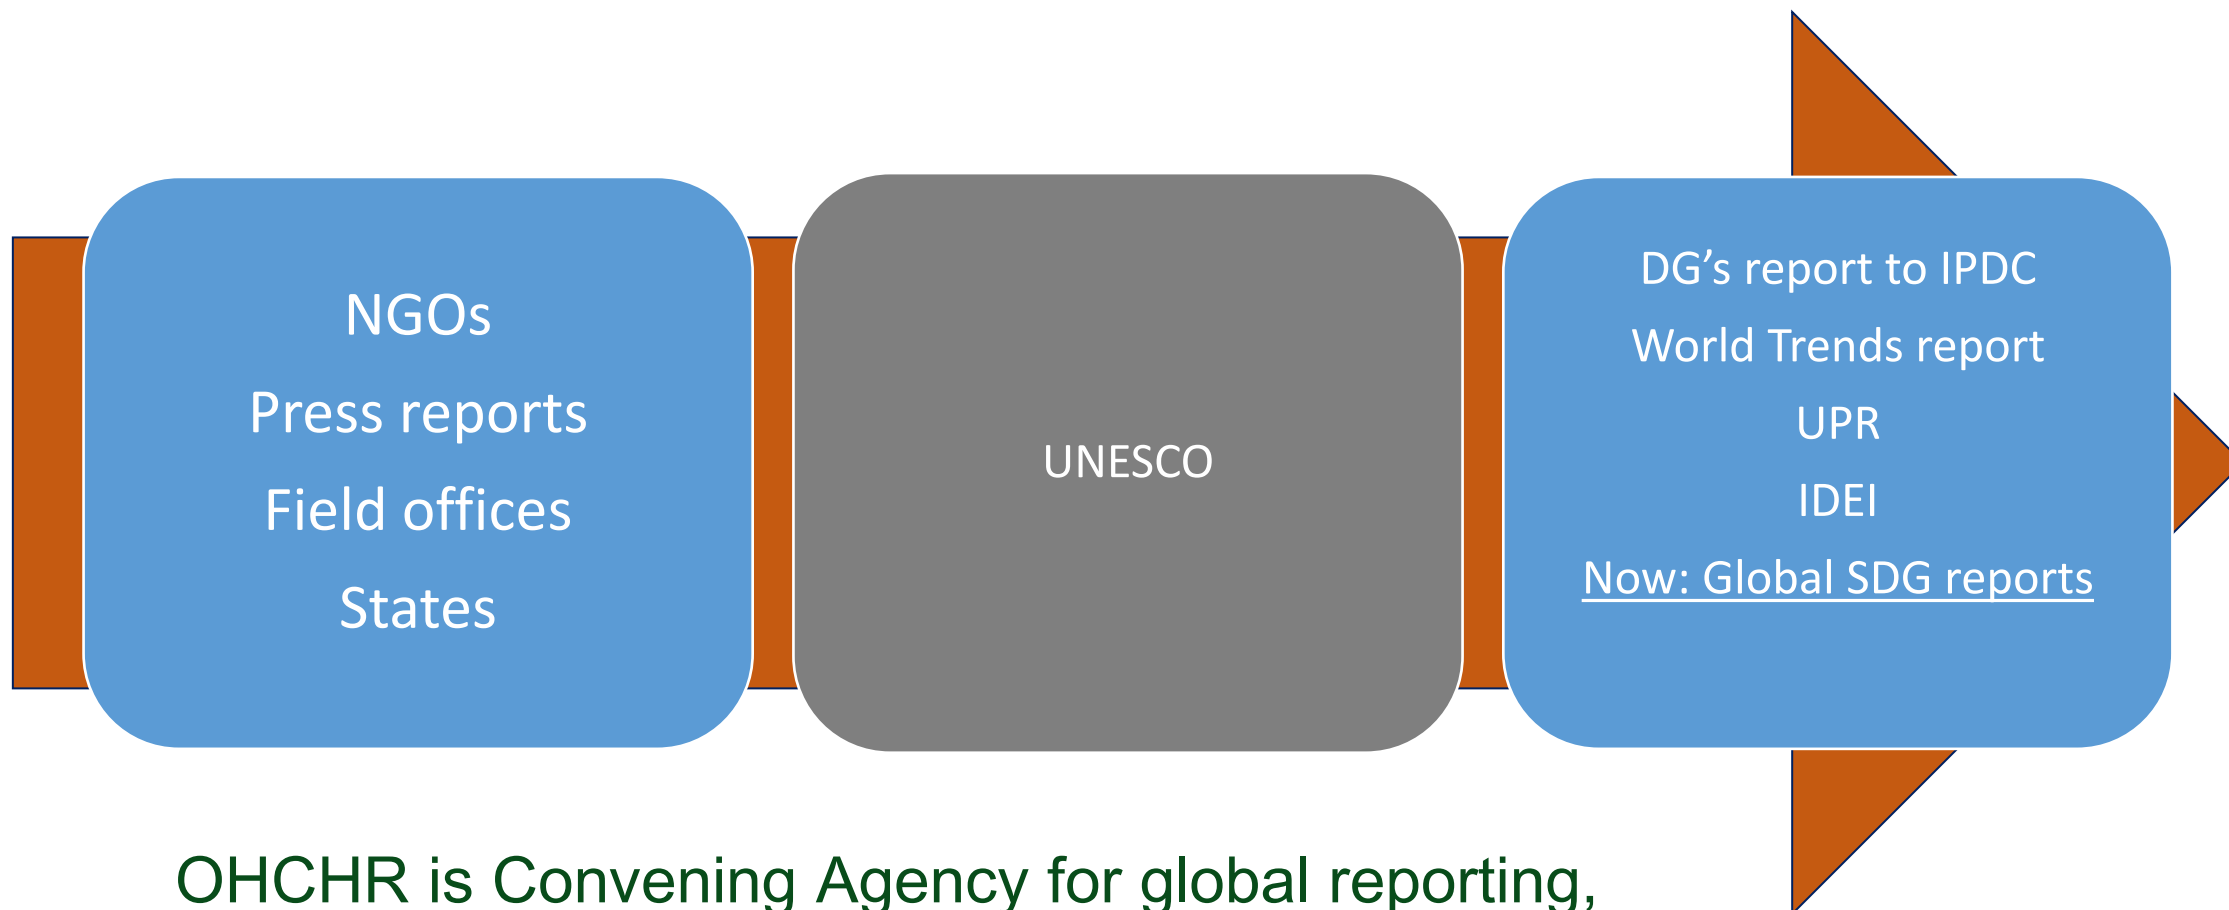 NGOs
Press reports
Field offices
States
UNESCO
DG’s report to IPDC
World Trends report
UPR
IDEI
Now: Global SDG reports
OHCHR is Convening Agency for global reporting,